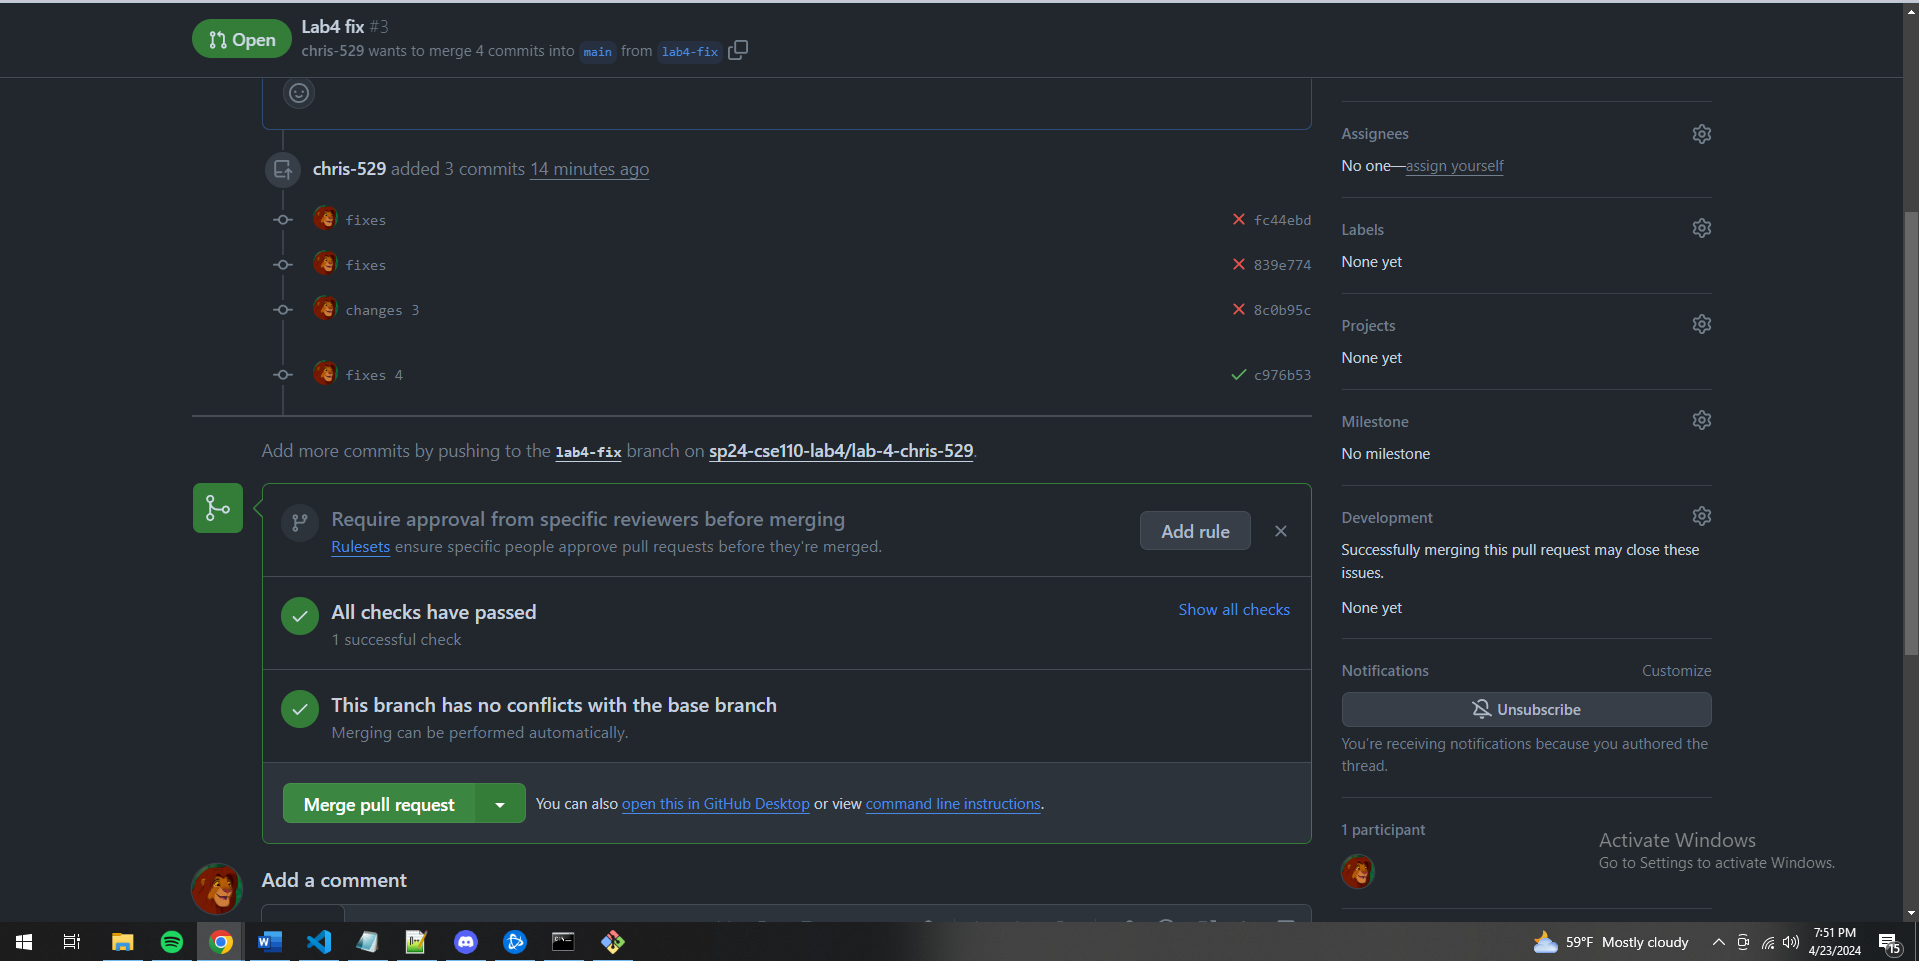 Open
Lab4 fix #3
chris-529 wants to merge 4 commits into main from lab4-fix
chris-529 added 3 commits 14 minutes ago
fixes fc44ebd
fixes 839e774
changes 3 8c0b95c
fixes 4 c976b53
Add more commits by pushing to the lab4-fix branch on sp24-cse110-lab4/lab-4-chris-529.
Require approval from specific reviewers before merging
Rulesets ensure specific people approve pull requests before they're merged.
Add rule
All checks have passed
1 successful check
Show all checks
This branch has no conflicts with the base branch
Merging can be performed automatically.
Merge pull request
You can also open this in GitHub Desktop or view command line instructions.
Add a comment
Assignees
No one—assign yourself
Labels
None yet
Projects
None yet
Milestone
No milestone
Development
Successfully merging this pull request may close these
issues.
None yet
Notifications
Customize
Unsubscribe
You're receiving notifications because you authored the
thread.
1 participant
Activate Windows
Go to Settings to activate Windows.
59°F Mostly cloudy
7:51 PM
4/23/2024
15